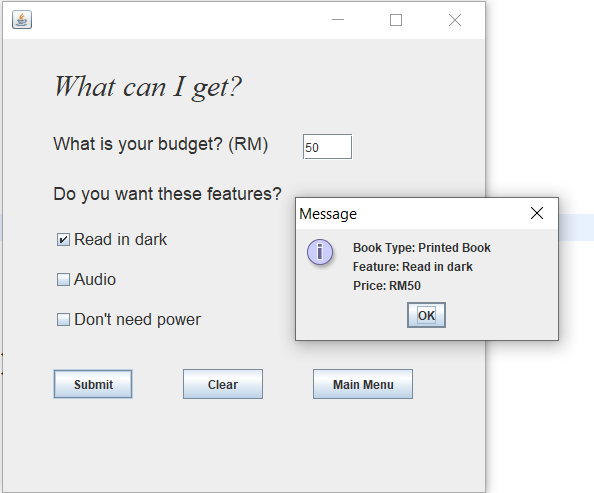 What can I get?
What is your budget? (RM)
50
Do you want these features?
Read in dark
Audio
Don't need power
Submit
Clear
Main Menu
Message
Book Type: Printed Book
Feature: Read in dark
Price: RM50
OK